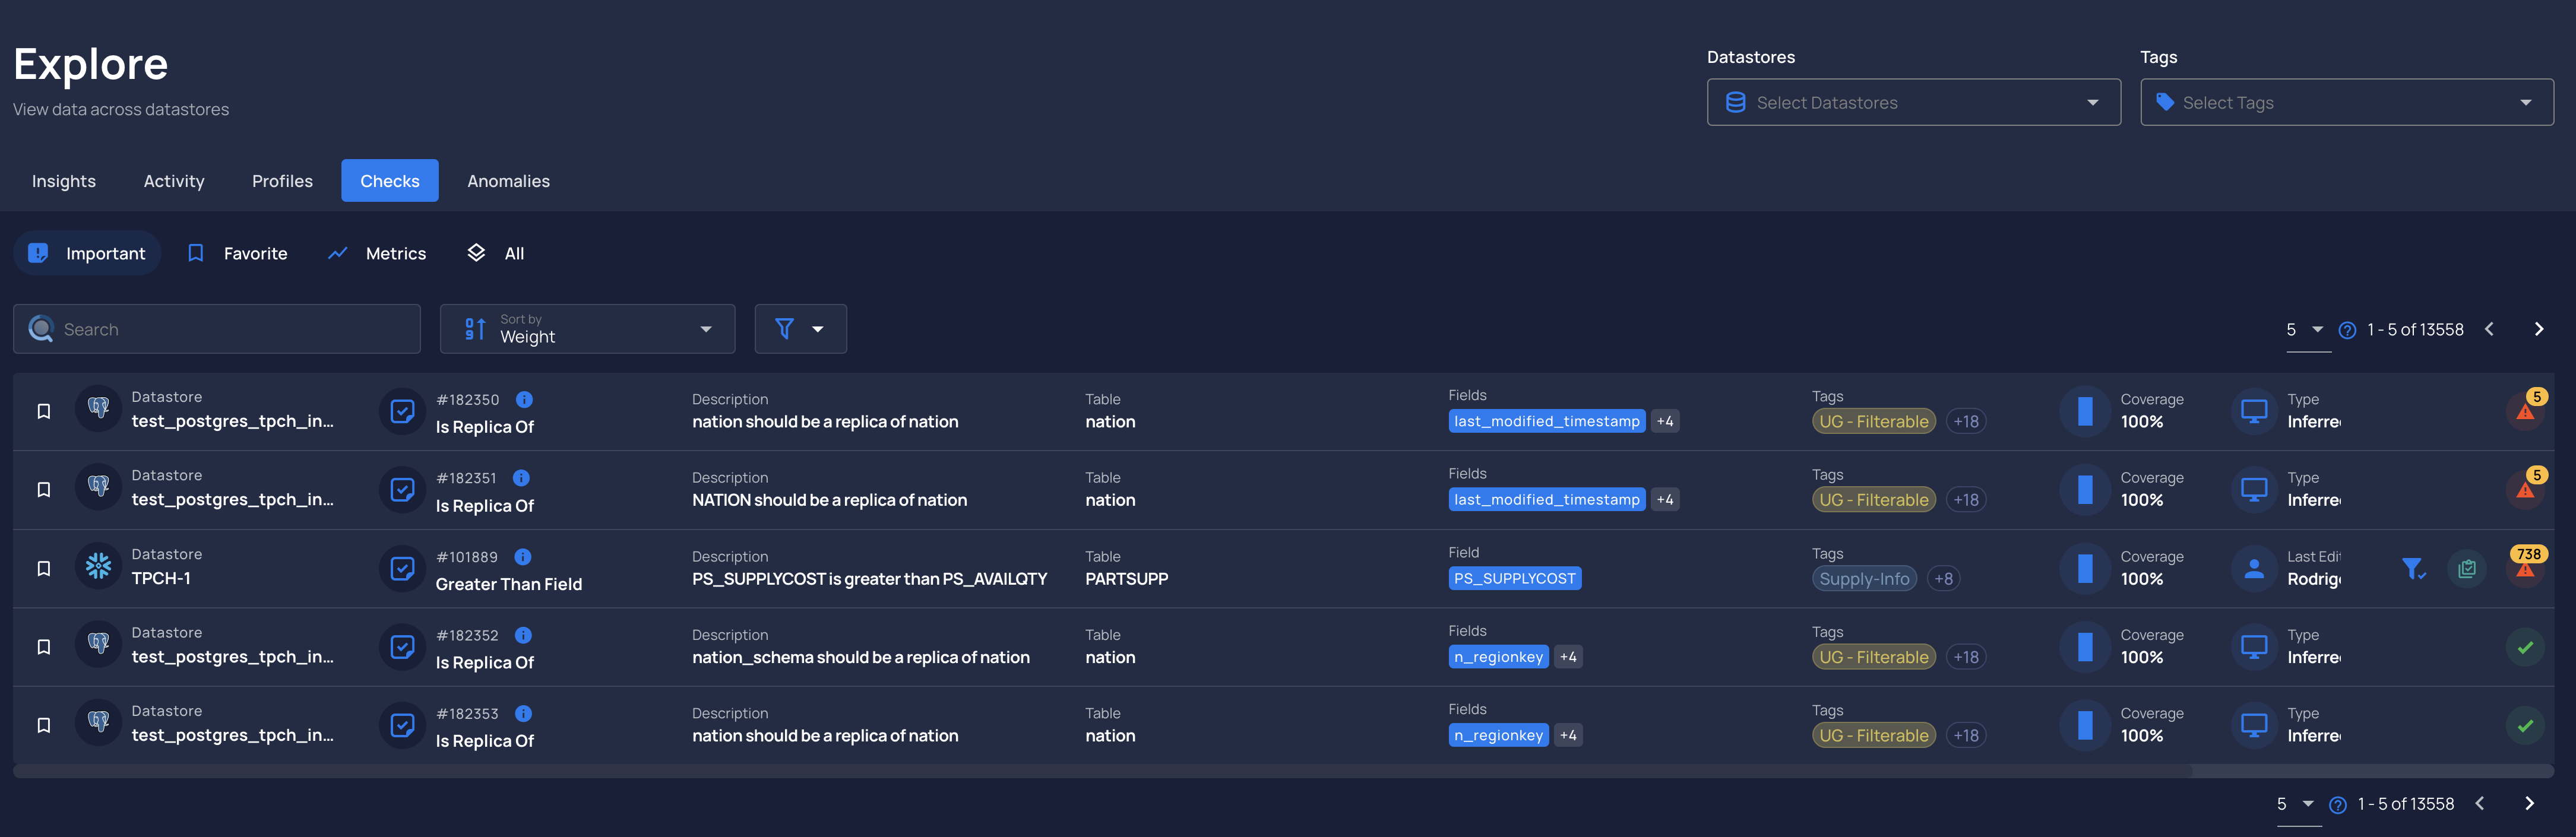 Explore
View data across datastores
Datastores
Select Datastores
Tags
Select Tags
Insights
Activity
Profiles
Checks
Anomalies
Important
Favorite
Metrics
All
Search
Sort by
Weight
5
1 - 5 of 13558
Datastore
test_postgres_tpch_in...
#182350
Is Replica Of
Description
nation should be a replica of nation
Table
nation
Fields
last_modified_timestamp +4
Tags
UG - Filterable +18
Coverage
100%
Type
Inferre
5
Datastore
test_postgres_tpch_in...
#182351
Is Replica Of
Description
NATION should be a replica of nation
Table
nation
Fields
last_modified_timestamp +4
Tags
UG - Filterable +18
Coverage
100%
Type
Inferre
5
Datastore
TPCH-1
#101889
Greater Than Field
Description
PS_SUPPLYCOST is greater than PS_AVAILQTY
Table
PARTSUPP
Field
PS_SUPPLYCOST
Tags
Supply-Info +8
Coverage
100%
Last Edi
Rodrig
738
Datastore
test_postgres_tpch_in...
#182352
Is Replica Of
Description
nation_schema should be a replica of nation
Table
nation
Fields
n_regionkey +4
Tags
UG - Filterable +18
Coverage
100%
Type
Inferre
Datastore
test_postgres_tpch_in...
#182353
Is Replica Of
Description
nation should be a replica of nation
Table
nation
Fields
n_regionkey +4
Tags
UG - Filterable +18
Coverage
100%
Type
Inferre
5
1 - 5 of 13558